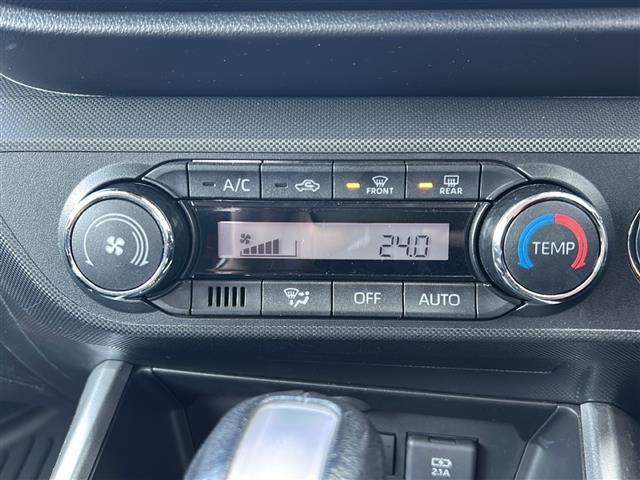 A/C FRONT REAR
24.0 TEMP
OFF AUTO
2.1A